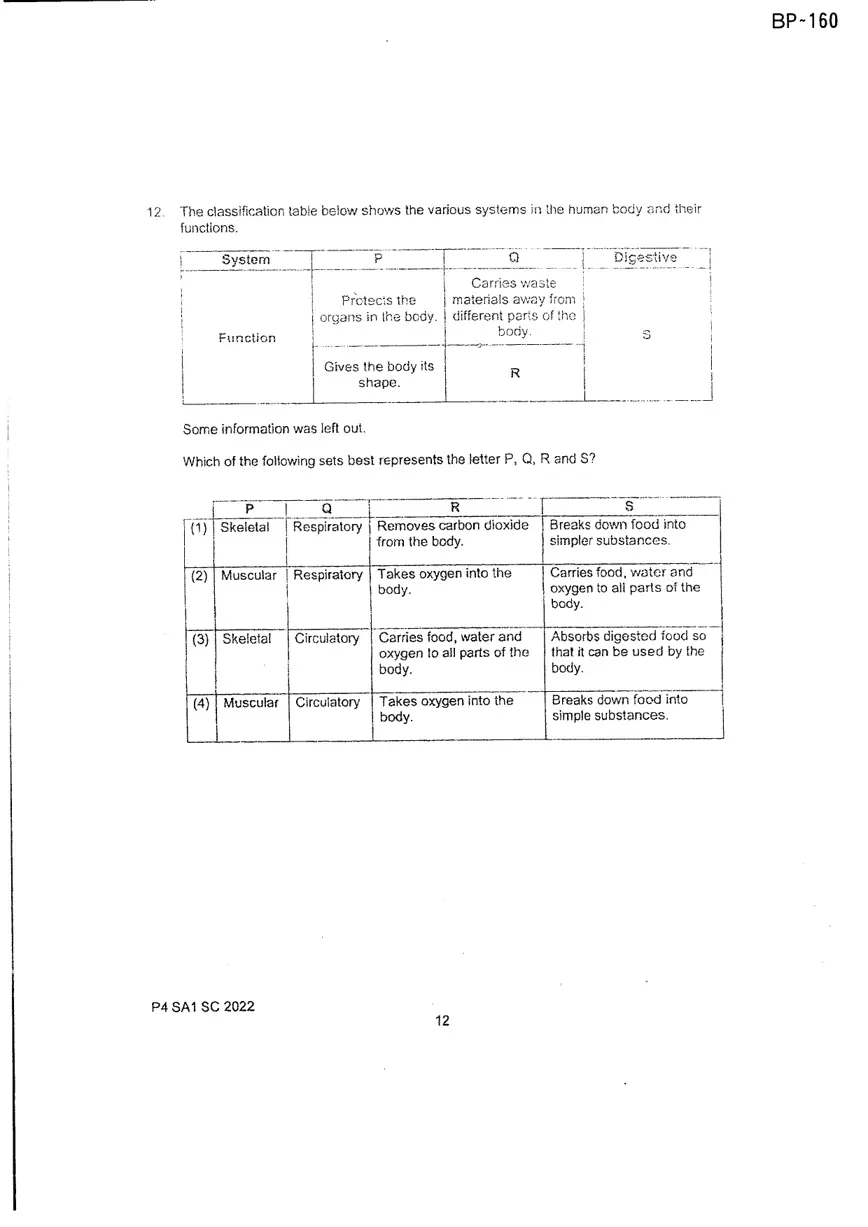 BP-160
12. The classification table below shows the various systems in the human body and their
functions.
System P Q Digestive
Function
Protects the
organs in the body.
Carries waste
materials away from
different parts of the
body.
S
Gives the body its
shape.
R
Some information was left out.
Which of the following sets best represents the letter P, Q, R and S?
P Q R S
(1) Skeletal Respiratory Removes carbon dioxide
from the body.
Breaks down food into
simpler substances.
(2) Muscular Respiratory Takes oxygen into the
body.
Carries food, water and
oxygen to all parts of the
body.
(3) Skeletal Circulatory Carries food, water and
oxygen to all parts of the
body.
Absorbs digested food so
that it can be used by the
body.
(4) Muscular Circulatory Takes oxygen into the
body.
Breaks down food into
simple substances.
P4 SA1 SC 2022
12